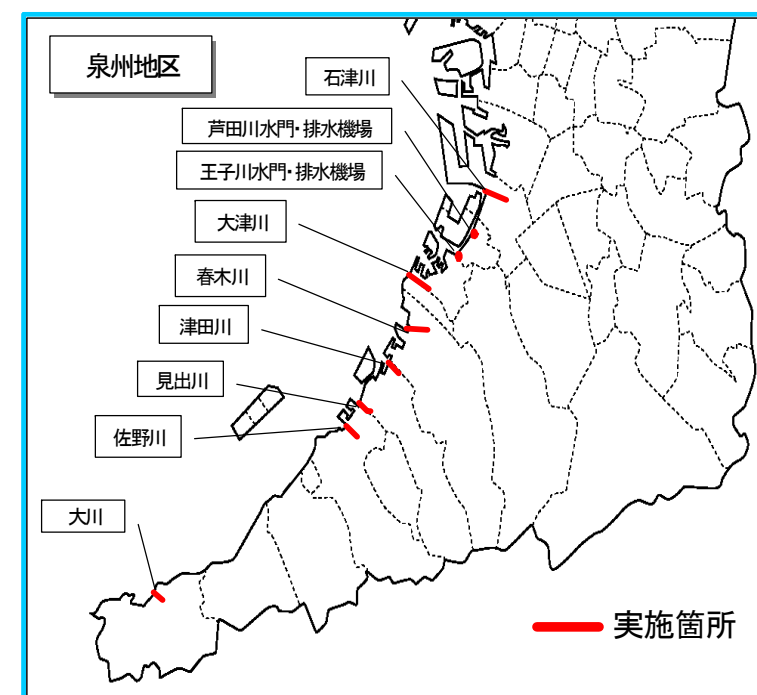 泉州地区
石津川
芦田川水門・排水機場
王子川水門・排水機場
大津川
春木川
津田川
見出川
佐野川
大川
実施箇所